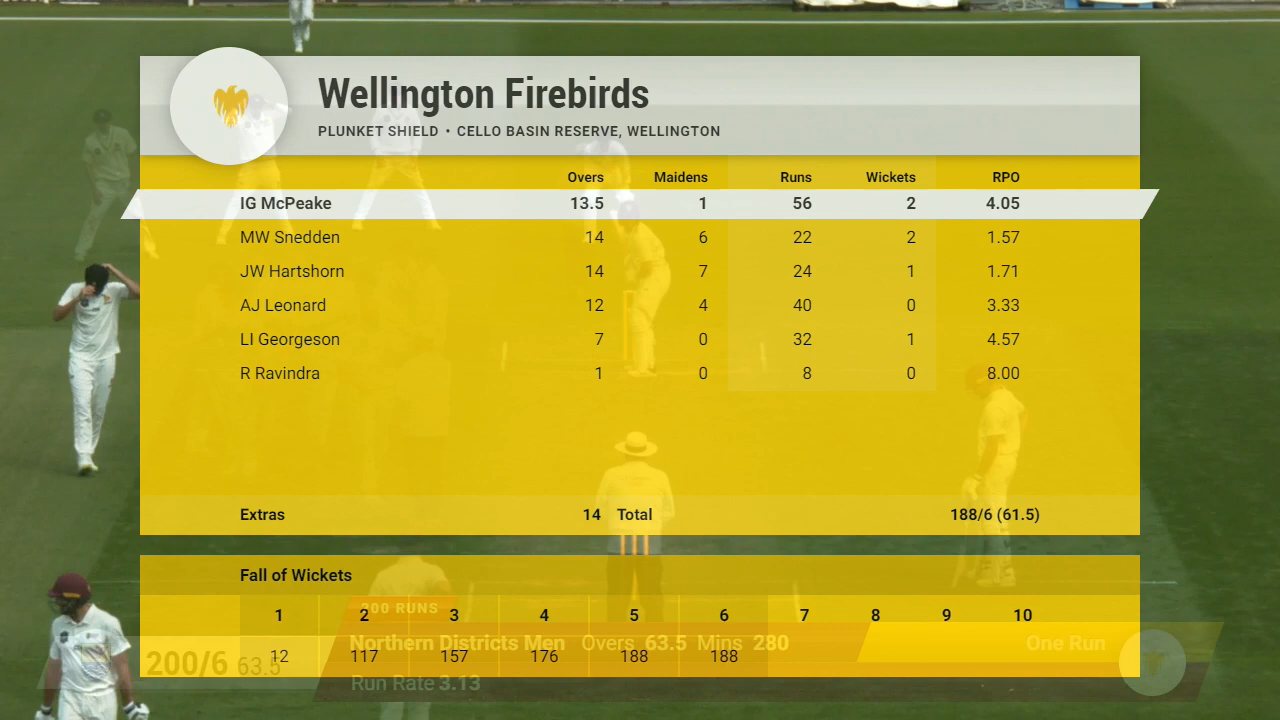 Wellington Firebirds
PLUNKET SHIELD • CELLO BASIN RESERVE, WELLINGTON
Overs Maidens Runs Wickets RPO
IG McPeake 13.5 1 56 2 4.05
MW Snedden 14 6 22 2 1.57
JW Hartshorn 14 7 24 1 1.71
AJ Leonard 12 4 40 0 3.33
LI Georgeson 7 0 32 1 4.57
R Ravindra 1 0 8 0 8.00
Extras 14 Total 188/6 (61.5)
Fall of Wickets
1 2 3 4 5 6 7 8 9 10
12 117 157 176 188 188
200 RUNS
Northern Districts Men Overs 63.5 Mins 280 One Run
200/6 63.5
Run Rate 3.13